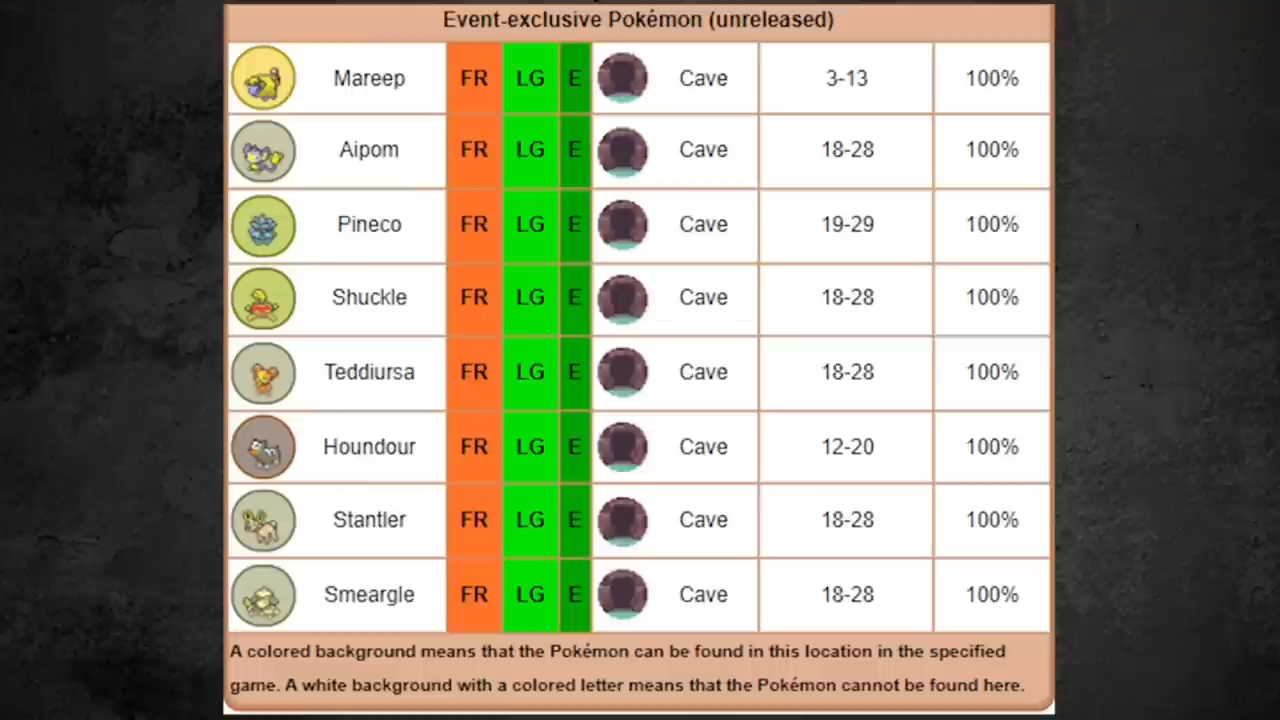 Event-exclusive Pokémon (unreleased)
Mareep FR LG E Cave 3-13 100%
Aipom FR LG E Cave 18-28 100%
Pineco FR LG E Cave 19-29 100%
Shuckle FR LG E Cave 18-28 100%
Teddiursa FR LG E Cave 18-28 100%
Houndour FR LG E Cave 12-20 100%
Stantler FR LG E Cave 18-28 100%
Smeargle FR LG E Cave 18-28 100%
A colored background means that the Pokémon can be found in this location in the specified
game. A white background with a colored letter means that the Pokémon cannot be found here.